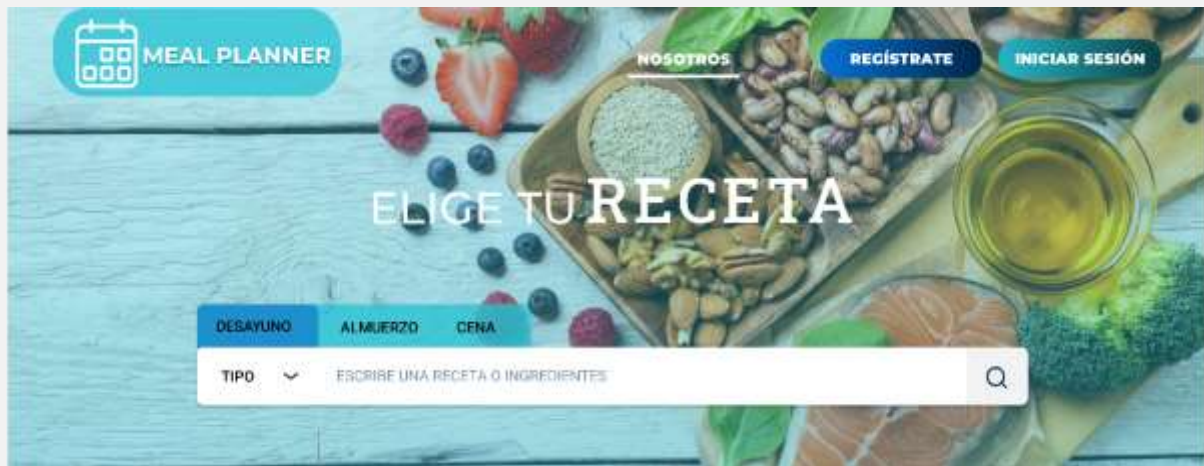 MEAL PLANNER
NOSOTROS
REGÍSTRATE
INICIAR SESIÓN
ELIGE TU RECETA
DESAYUNO
ALMUERZO
CENA
TIPO
ESCRIBE UNA RECETA O INGREDIENTES